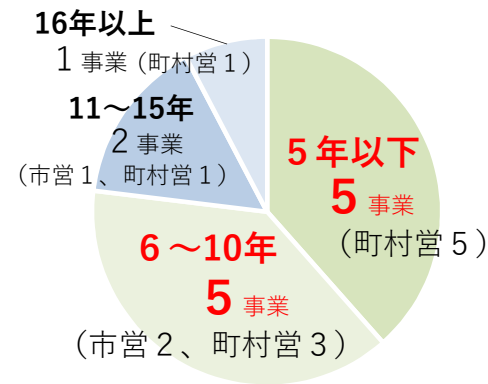 16年以上
1 事業 (町村営１)
11～15年
2 事業
(市営１、町村営１)
５年以下
5 事業
(町村営５)
６～10年
5 事業
(市営２、町村営３)